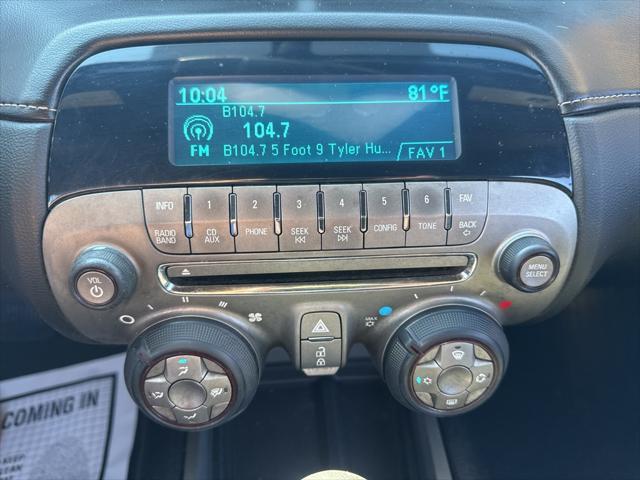 10:04 81°F
B104.7
104.7
FM B104.7 5 Foot 9 Tyler Hu... FAV 1
INFO 1 2 3 4 5 6 FAV
RADIO BAND CD AUX PHONE SEEK SEEK CONFIG TONE BACK
VOL
MENU SELECT
MAX
COMING IN